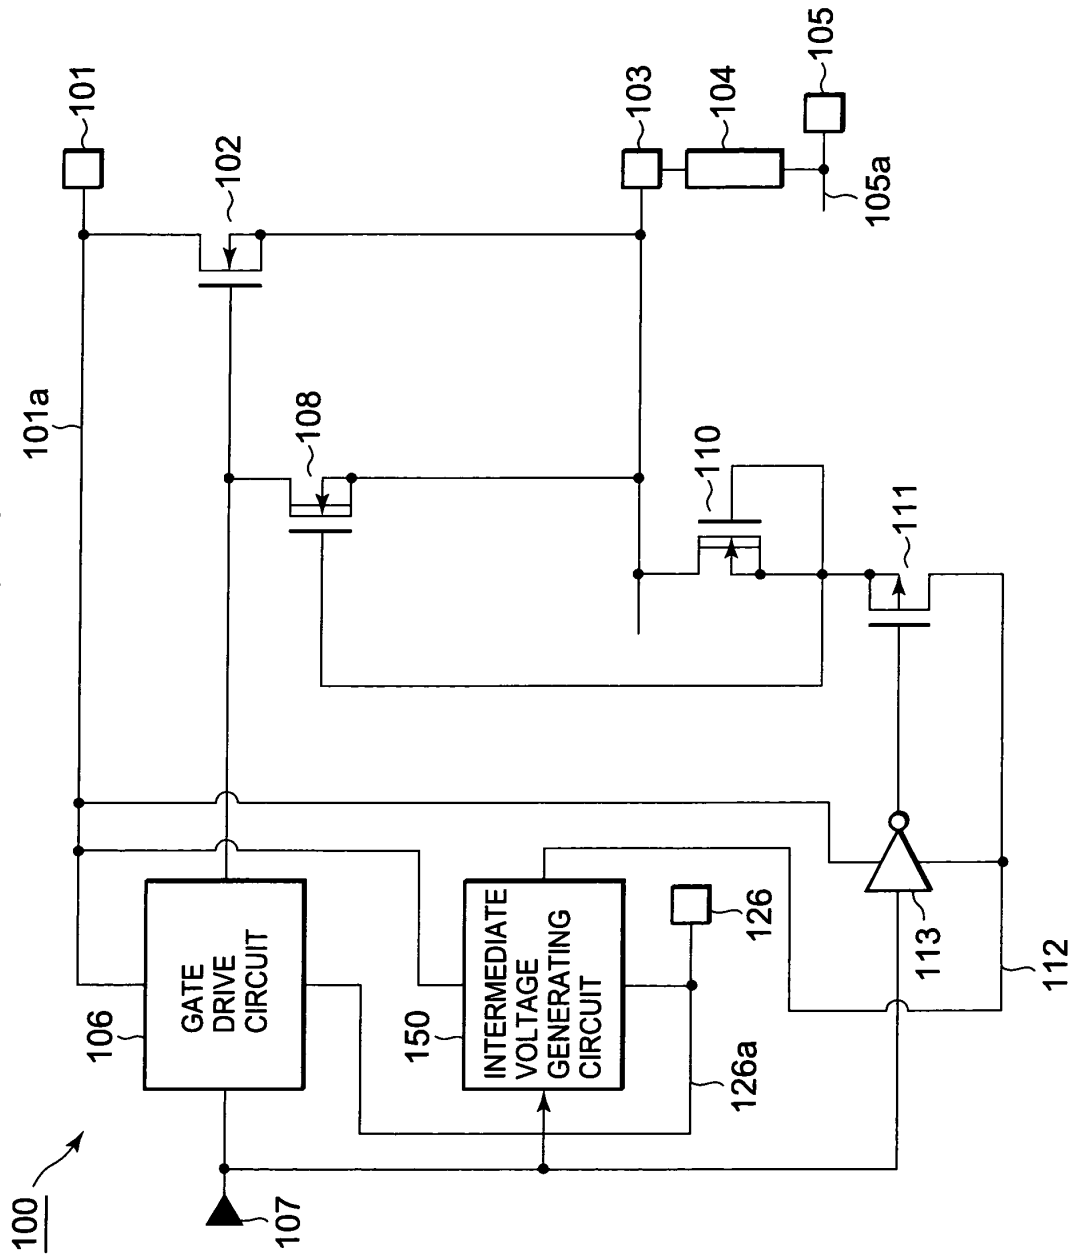 100
101
101a
102
103
104
105
105a
108
110
111
GATE
DRIVE
CIRCUIT
106
INTERMEDIATE
VOLTAGE
GENERATING
CIRCUIT
150
126
126a
113
112
107